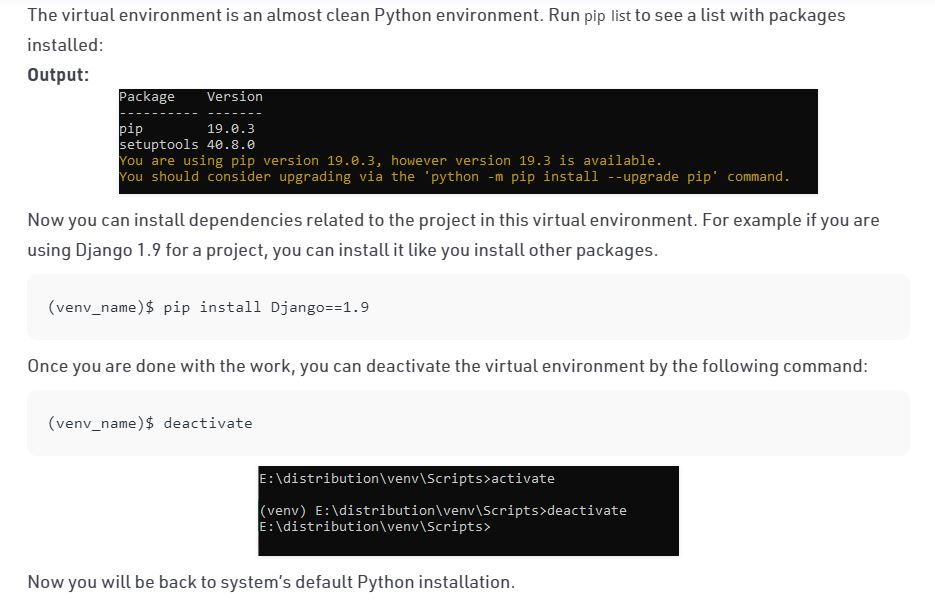 The virtual environment is an almost clean Python environment. Run pip list to see a list with packages
installed:
Output:
Package    Version
---------- -------
pip        19.0.3
setuptools 40.8.0
You are using pip version 19.0.3, however version 19.3 is available.
You should consider upgrading via the 'python -m pip install --upgrade pip' command.
Now you can install dependencies related to the project in this virtual environment. For example if you are
using Django 1.9 for a project, you can install it like you install other packages.
(venv_name)$ pip install Django==1.9
Once you are done with the work, you can deactivate the virtual environment by the following command:
(venv_name)$ deactivate
E:\distribution\venv\Scripts>activate
(venv) E:\distribution\venv\Scripts>deactivate
E:\distribution\venv\Scripts>
Now you will be back to system's default Python installation.